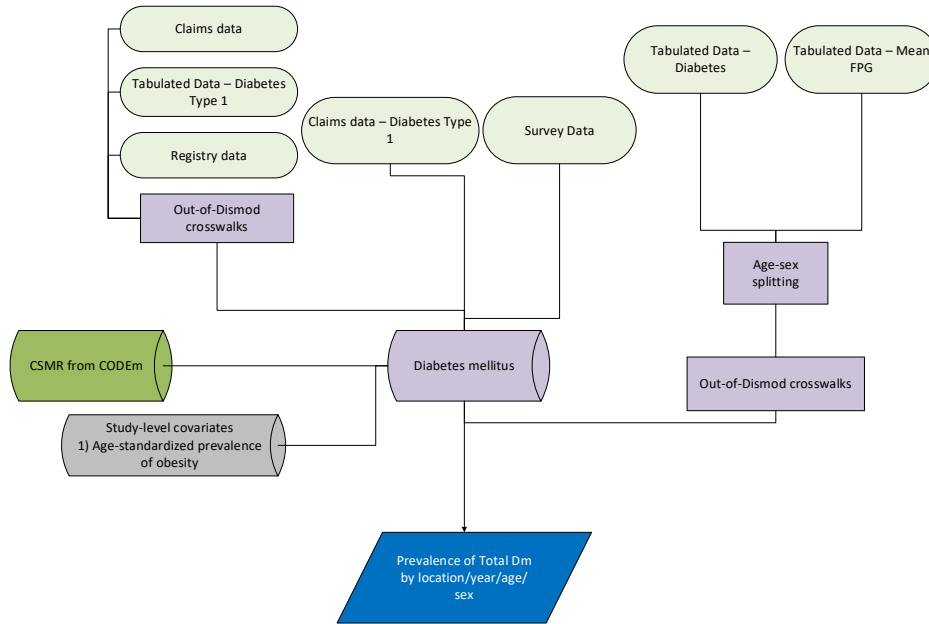 Claims data
Tabulated Data – Diabetes
Type 1
Registry data
Out-of-Dismod
crosswalks
Claims data – Diabetes Type
1
Survey Data
Tabulated Data –
Diabetes
Tabulated Data – Mean
FPG
Age-sex
splitting
CSMR from CODEm
Diabetes mellitus
Out-of-Dismod crosswalks
Study-level covariates
1) Age-standardized prevalence
of obesity
Prevalence of Total Dm
by location/year/age/
sex